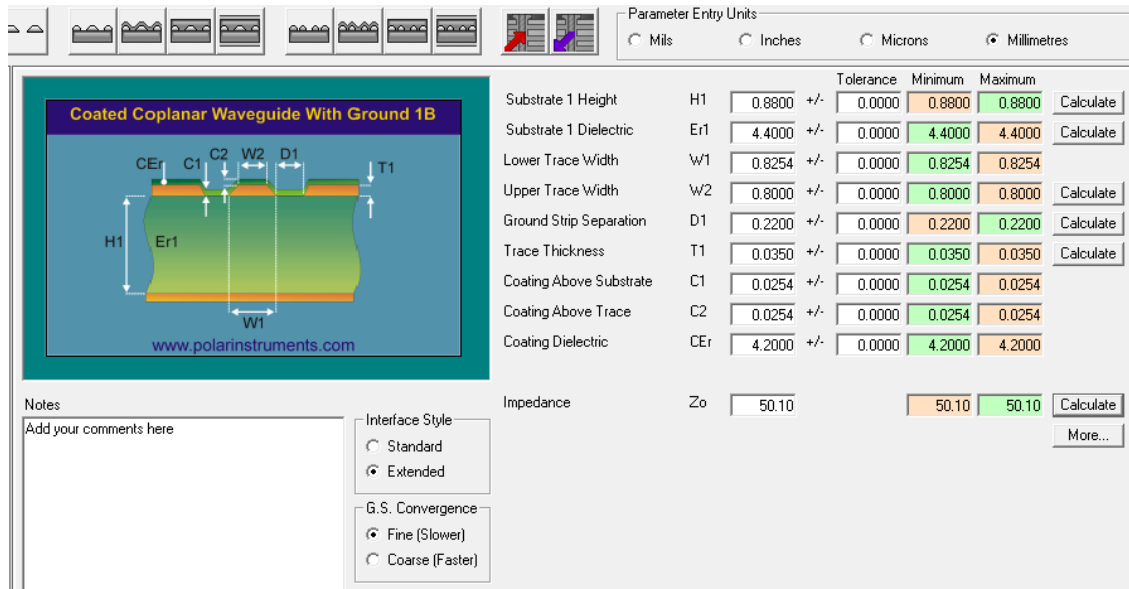 Parameter Entry Units
Mils Inches Microns Millimetres
Coated Coplanar Waveguide With Ground 1B
CEr C1 C2 W2 D1 T1
H1 Er1
W1
www.polarinstruments.com
Tolerance Minimum Maximum
Substrate 1 Height H1 0.8800 +/- 0.0000 0.8800 0.8800 Calculate
Substrate 1 Dielectric Er1 4.4000 +/- 0.0000 4.4000 4.4000 Calculate
Lower Trace Width W1 0.8254 +/- 0.0000 0.8254 0.8254
Upper Trace Width W2 0.8000 +/- 0.0000 0.8000 0.8000 Calculate
Ground Strip Separation D1 0.2200 +/- 0.0000 0.2200 0.2200 Calculate
Trace Thickness T1 0.0350 +/- 0.0000 0.0350 0.0350 Calculate
Coating Above Substrate C1 0.0254 +/- 0.0000 0.0254 0.0254
Coating Above Trace C2 0.0254 +/- 0.0000 0.0254 0.0254
Coating Dielectric CEr 4.2000 +/- 0.0000 4.2000 4.2000
Impedance Zo 50.10 50.10 50.10 Calculate
More...
Notes
Add your comments here
Interface Style
Standard
Extended
G.S. Convergence
Fine (Slower)
Coarse (Faster)